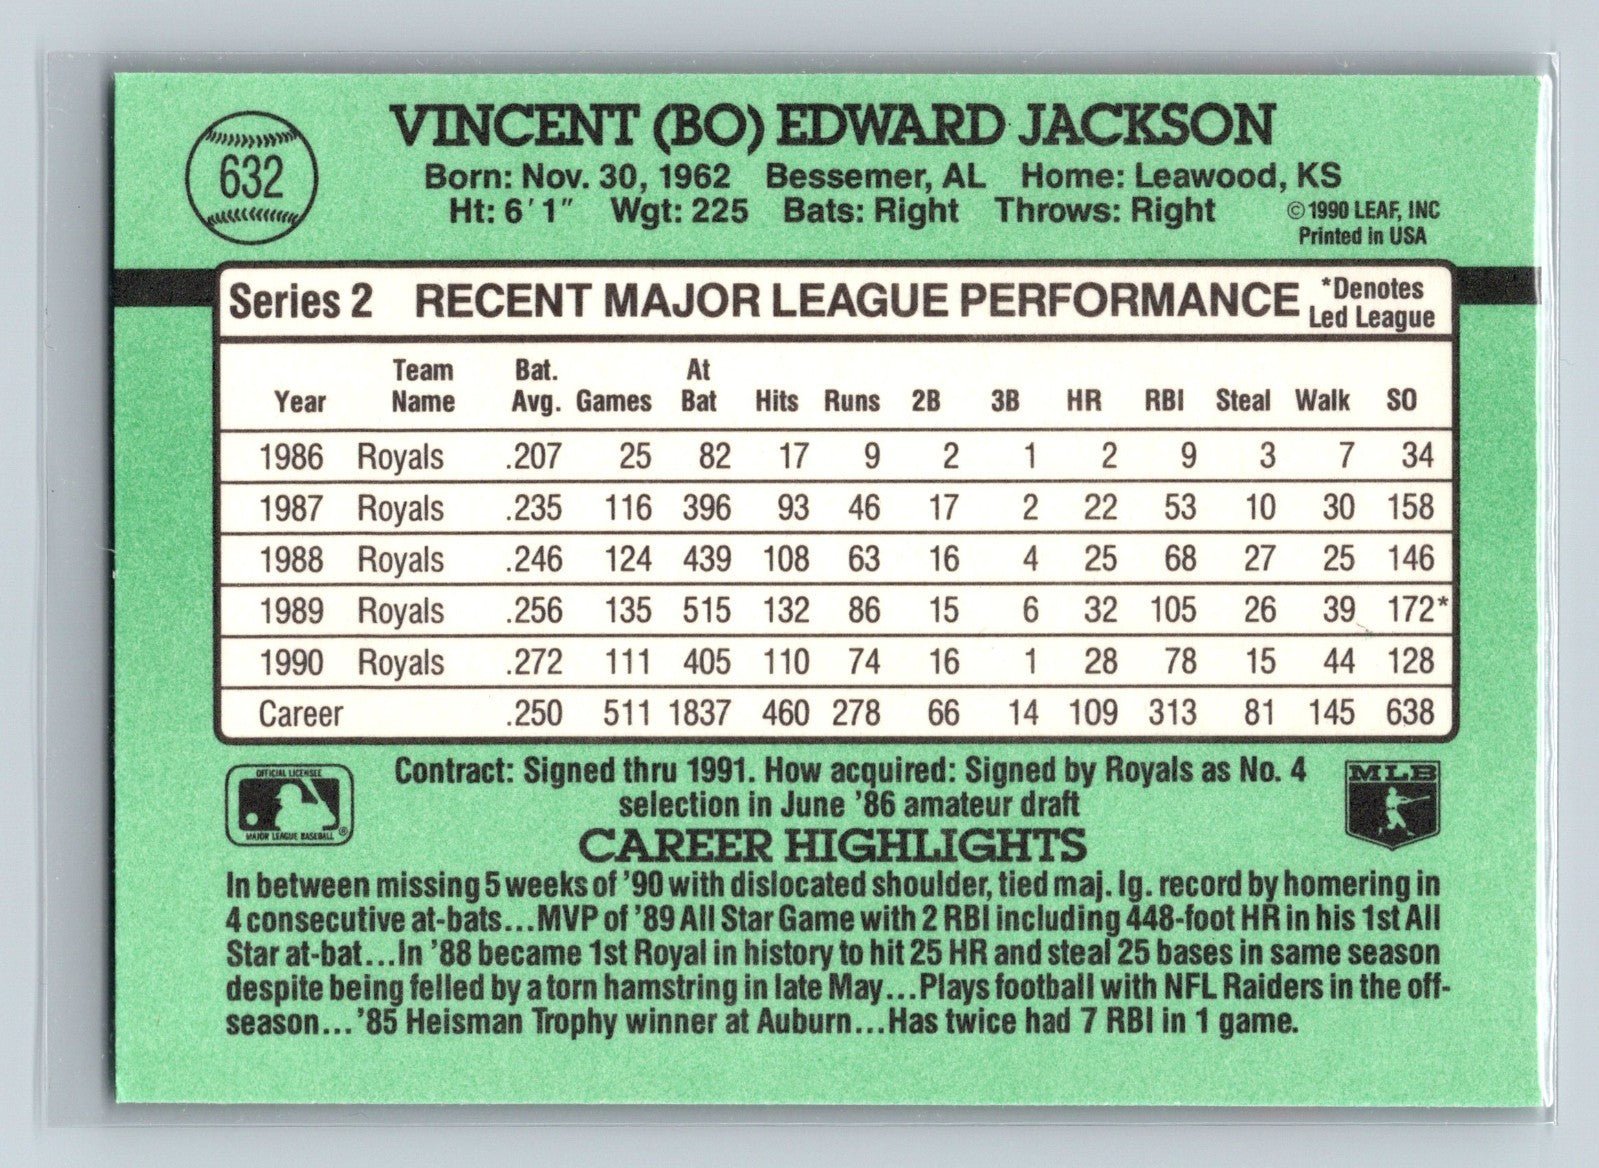 632
VINCENT (BO) EDWARD JACKSON
Born: Nov. 30, 1962 Bessemer, AL Home: Leawood, KS
Ht: 6'1" Wgt: 225 Bats: Right Throws: Right
©1990 LEAF, INC
Printed in USA
Series 2 RECENT MAJOR LEAGUE PERFORMANCE *Denotes
Led League
Year Team Name Bat. Avg. Games At Bat Hits Runs 2B 3B HR RBI Steal Walk SO
1986 Royals .207 25 82 17 9 2 1 2 9 3 7 34
1987 Royals .235 116 396 93 46 17 2 22 53 10 30 158
1988 Royals .246 124 439 108 63 16 4 25 68 27 25 146
1989 Royals .256 135 515 132 86 15 6 32 105 26 39 172*
1990 Royals .272 111 405 110 74 16 1 28 78 15 44 128
Career .250 511 1837 460 278 66 14 109 313 81 145 638
OFFICIAL LICENSEE
MAJOR LEAGUE BASEBALL ®
Contract: Signed thru 1991. How acquired: Signed by Royals as No. 4
selection in June '86 amateur draft
MLB
CAREER HIGHLIGHTS
In between missing 5 weeks of '90 with dislocated shoulder, tied maj. lg. record by homering in
4 consecutive at-bats...MVP of '89 All Star Game with 2 RBI including 448-foot HR in his 1st All
Star at-bat...In '88 became 1st Royal in history to hit 25 HR and steal 25 bases in same season
despite being felled by a torn hamstring in late May...Plays football with NFL Raiders in the off-
season...'85 Heisman Trophy winner at Auburn...Has twice had 7 RBI in 1 game.